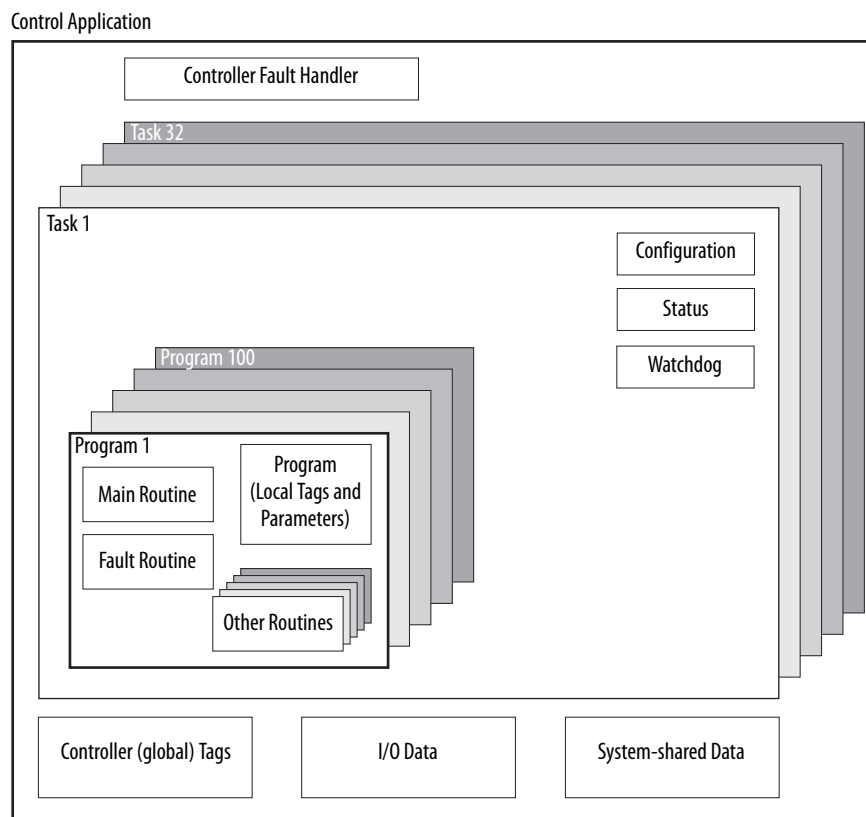 Control Application
Controller Fault Handler
Task 32
Task 1
Configuration
Status
Watchdog
Program 100
Program 1
Main Routine
Program
(Local Tags and
Parameters)
Fault Routine
Other Routines
Controller (global) Tags
I/O Data
System-shared Data